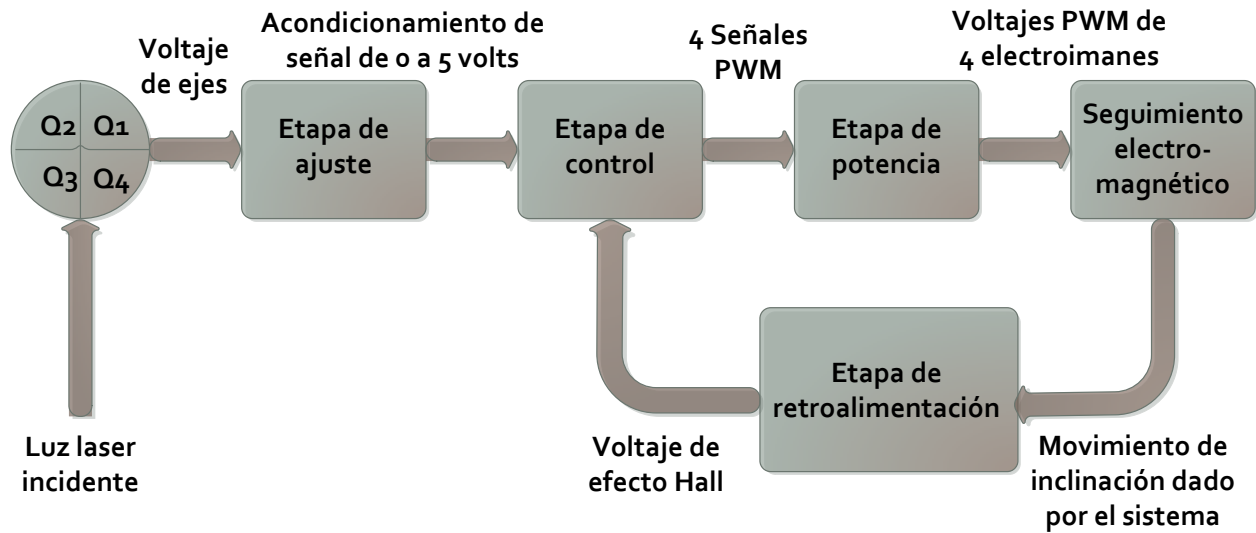 Voltaje
de ejes
Acondicionamiento de
señal de 0 a 5 volts
4 Señales
PWM
Voltajes PWM de
4 electroimanes
Q2 Q1
Q3 Q4
Etapa de
ajuste
Etapa de
control
Etapa de
potencia
Seguimiento
electro-
magnético
Etapa de
retroalimentación
Luz laser
incidente
Voltaje de
efecto Hall
Movimiento de
inclinación dado
por el sistema